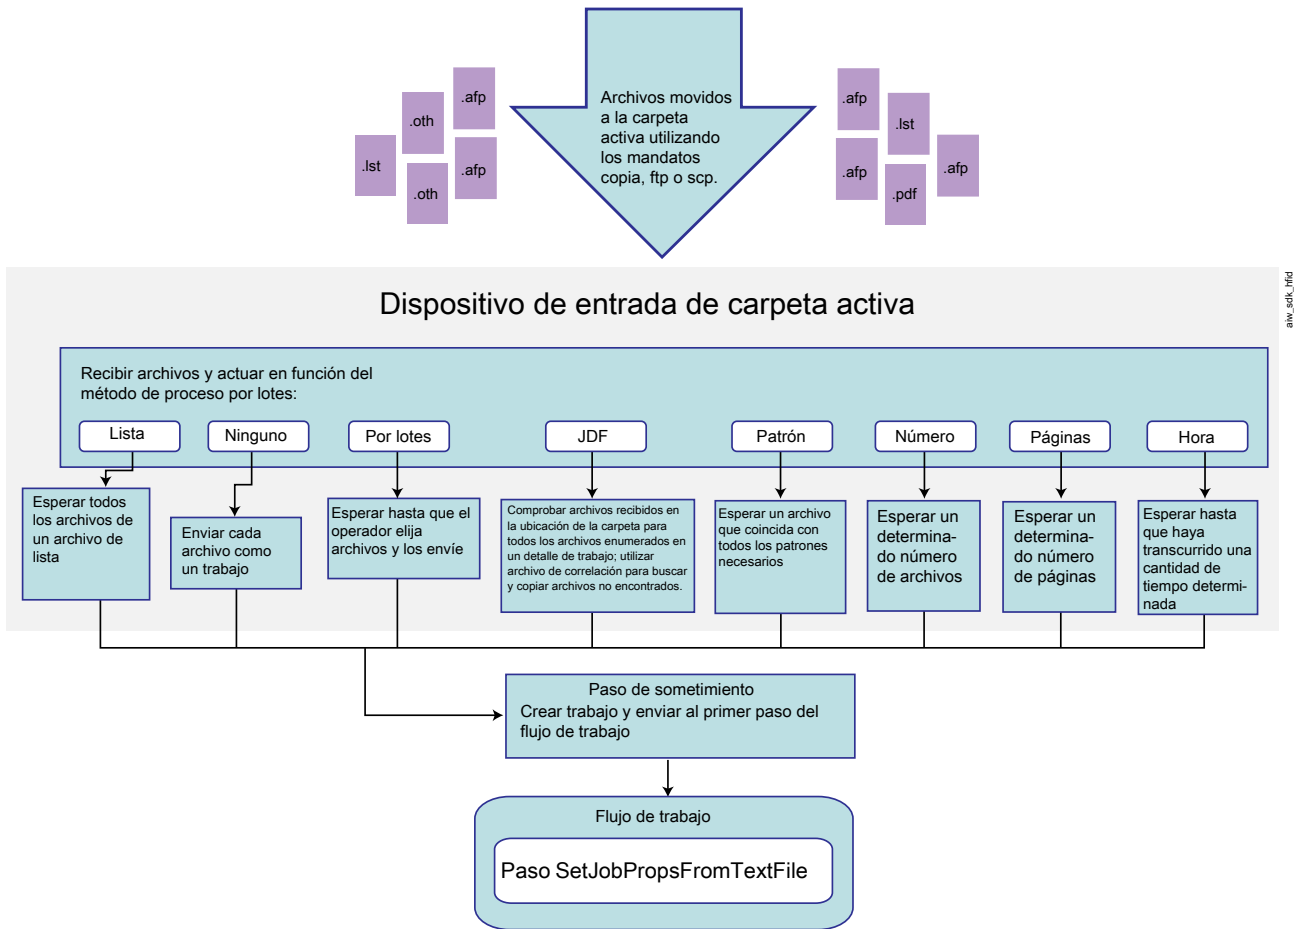 Archivos movidos
a la carpeta
activa utilizando
los mandatos
copia, ftp o scp.
.lst
.oth
.afp
.oth
.afp
.afp
.lst
.afp
.pdf
.afp
aiw_sdk_hfid
Dispositivo de entrada de carpeta activa
Recibir archivos y actuar en función del
método de proceso por lotes:
Lista
Ninguno
Por lotes
JDF
Patrón
Número
Páginas
Hora
Esperar todos
los archivos de
un archivo de
lista
Enviar cada
archivo como
un trabajo
Esperar hasta que el
operador elija
archivos y los envíe
Comprobar archivos recibidos en
la ubicación de la carpeta para
todos los archivos enumerados en
un detalle de trabajo; utilizar
archivo de correlación para buscar
y copiar archivos no encontrados.
Esperar un archivo
que coincida con
todos los patrones
necesarios
Esperar un
determina-
do número
de archivos
Esperar un
determina-
do número
de páginas
Esperar hasta
que haya
transcurrido una
cantidad de
tiempo determi-
nada
Paso de sometimiento
Crear trabajo y enviar al primer paso del
flujo de trabajo
Flujo de trabajo
Paso SetJobPropsFromTextFile